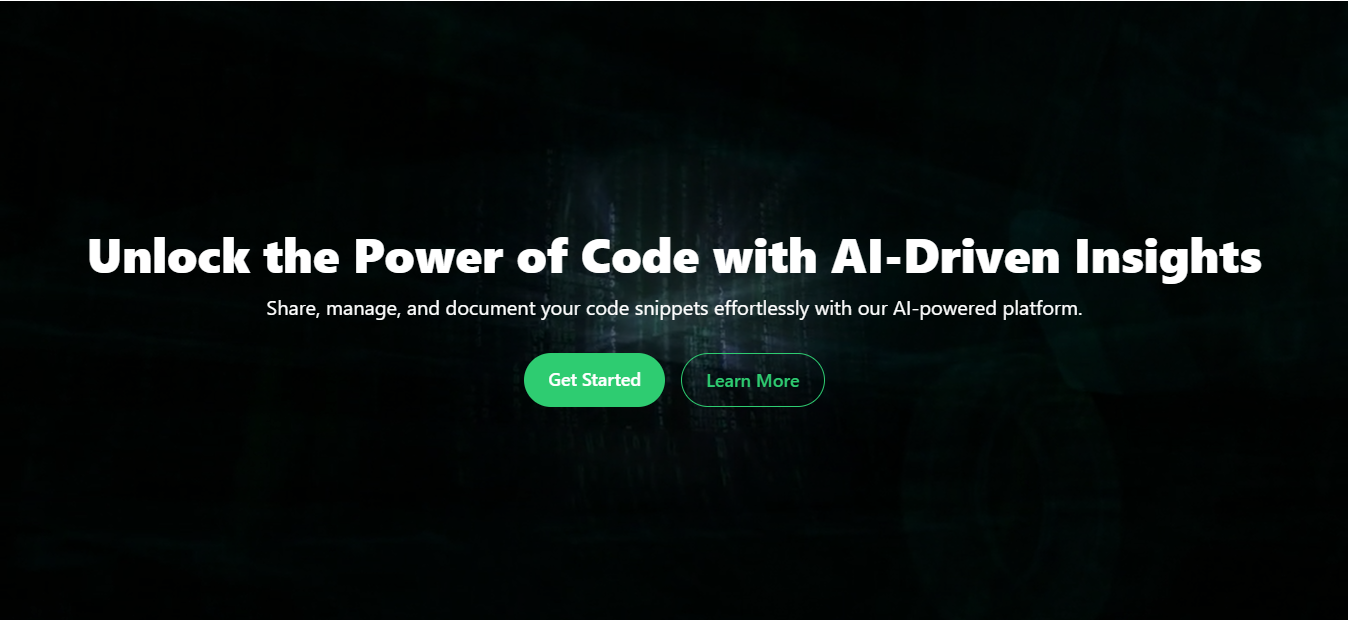 Unlock the Power of Code with AI-Driven Insights
Share, manage, and document your code snippets effortlessly with our AI-powered platform.
Get Started
Learn More